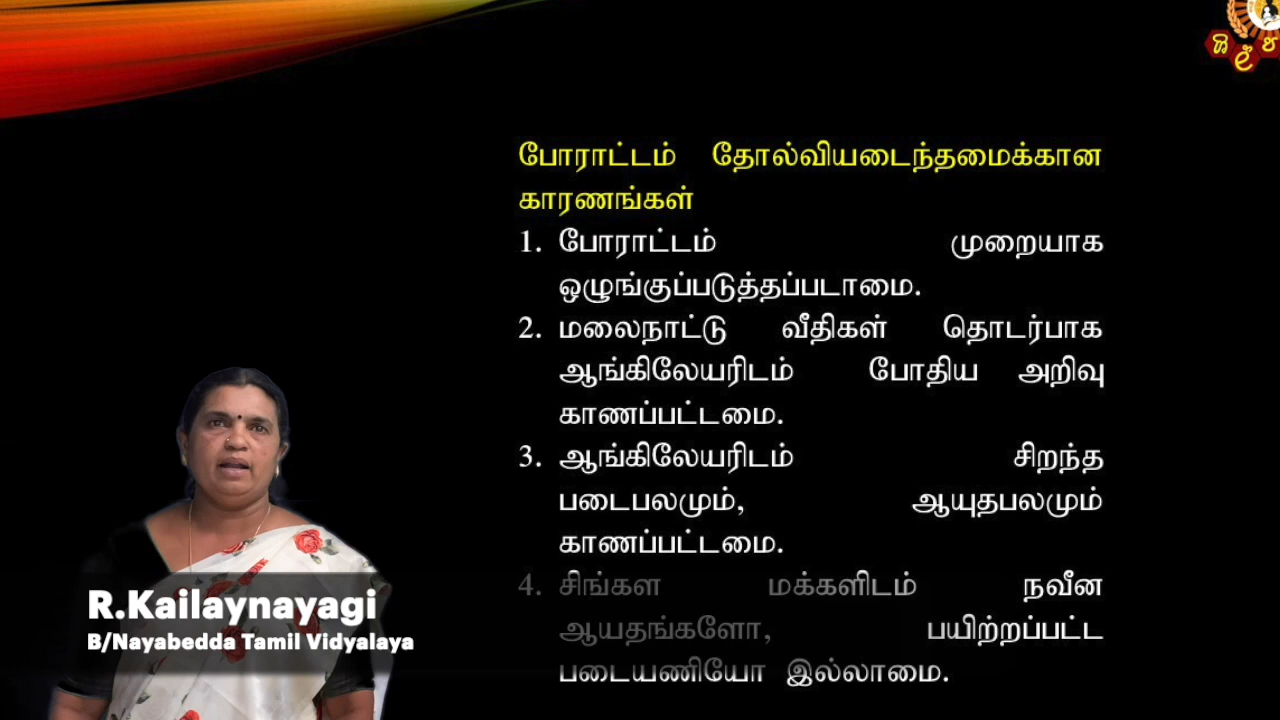 போராட்டம் தோல்வியடைந்தமைக்கான
காரணங்கள்
1. போராட்டம் முறையாக
ஒழுங்குப்படுத்தப்படாமை.
2. மலைநாட்டு வீதிகள் தொடர்பாக
ஆங்கிலேயரிடம் போதிய அறிவு
காணப்பட்டமை.
3. ஆங்கிலேயரிடம் சிறந்த
படைபலமும், ஆயுதபலமும்
காணப்பட்டமை.
4. சிங்கள மக்களிடம் நவீன
ஆயதங்களோ, பயிற்றப்பட்ட
படையணியோ இல்லாமை.
R.Kailaynayagi
B/Nayabedda Tamil Vidyalaya